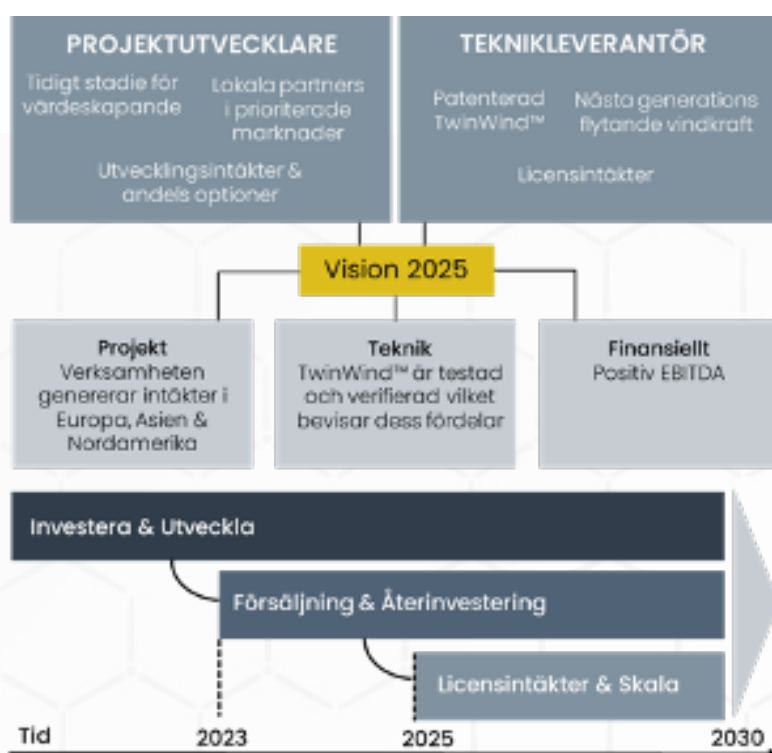 PROJEKTUTVECKLARE
Tidigt stadie för
värdeskapande
Lokala partners
i prioriterade
marknader
Utvecklingsintäkter &
andels optioner
TEKNIKLEVERANTÖR
Patenterad
TwinWind™
Nästa generations
flytande vindkraft
Licensintäkter
Vision 2025
Projekt
Verksamheten
genererar intäkter i
Europa, Asien &
Nordamerika
Teknik
TwinWind™ är testad
och verifierad vilket
bevisar dess fördelar
Finansiellt
Positiv EBITDA
Investera & Utveckla
Försäljning & Återinvestering
Licensintäkter & Skala
Tid 2023 2025 2030